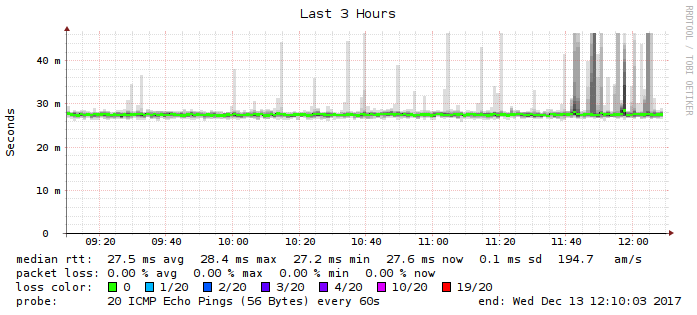 Last 3 Hours
RRDTOOL / TOBI OETIKER
Seconds
40 m
30 m
20 m
10 m
0
09:20 09:40 10:00 10:20 10:40 11:00 11:20 11:40 12:00
median rtt: 27.5 ms avg 28.4 ms max 27.2 ms min 27.6 ms now 0.1 ms sd 194.7 am/s
packet loss: 0.00 % avg 0.00 % max 0.00 % min 0.00 % now
loss color: 0 1/20 2/20 3/20 4/20 10/20 19/20
probe: 20 ICMP Echo Pings (56 Bytes) every 60s end: Wed Dec 13 12:10:03 2017